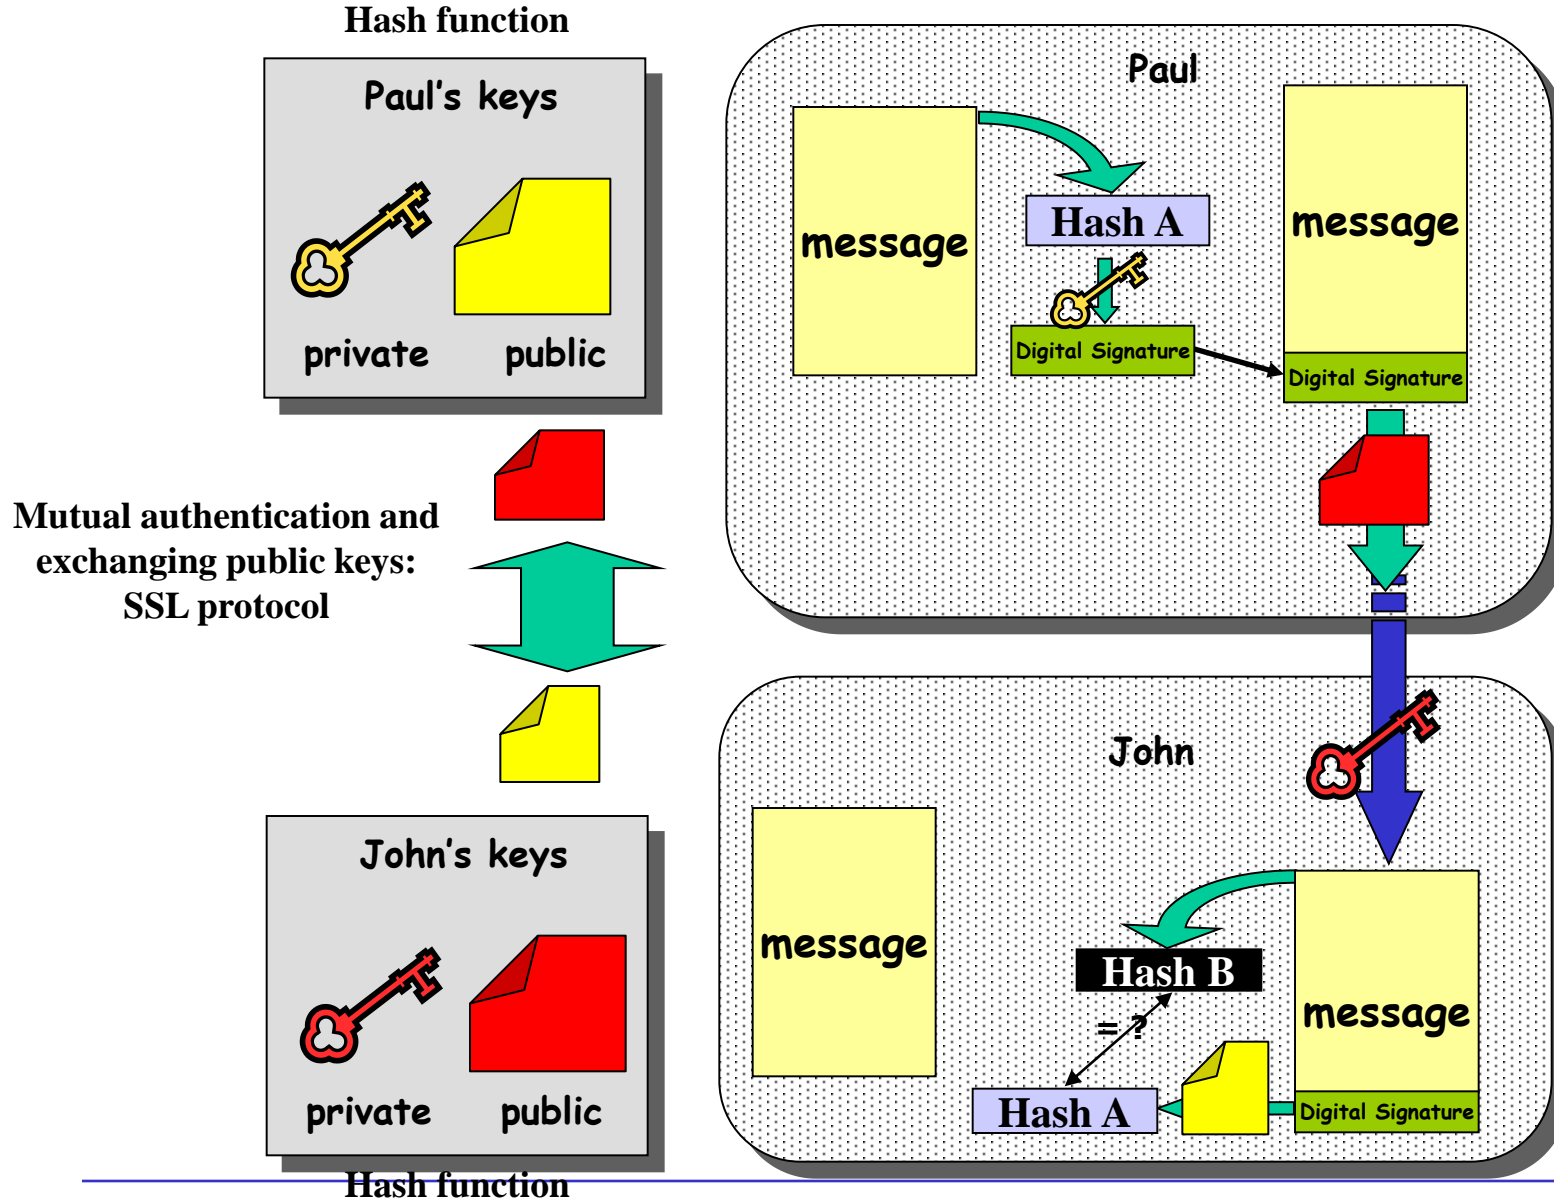 Hash function
Paul's keys
private
public
Mutual authentication and
exchanging public keys:
SSL protocol
John's keys
private
public
Hash function
Paul
message
Hash A
Digital Signature
message
Digital Signature
John
message
Hash B
= ?
Hash A
message
Digital Signature